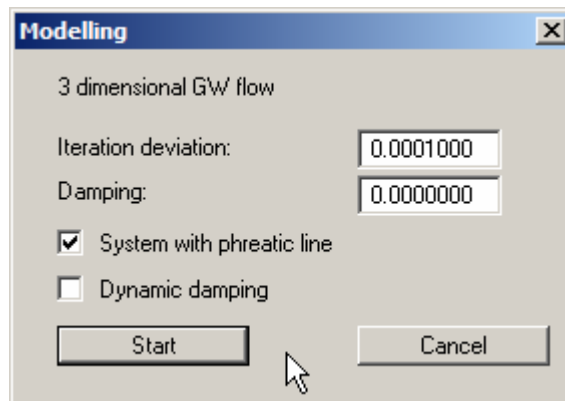 Modelling
3 dimensional GW flow
Iteration deviation: 0.0001000
Damping: 0.0000000
System with phreatic line
Dynamic damping
Start Cancel